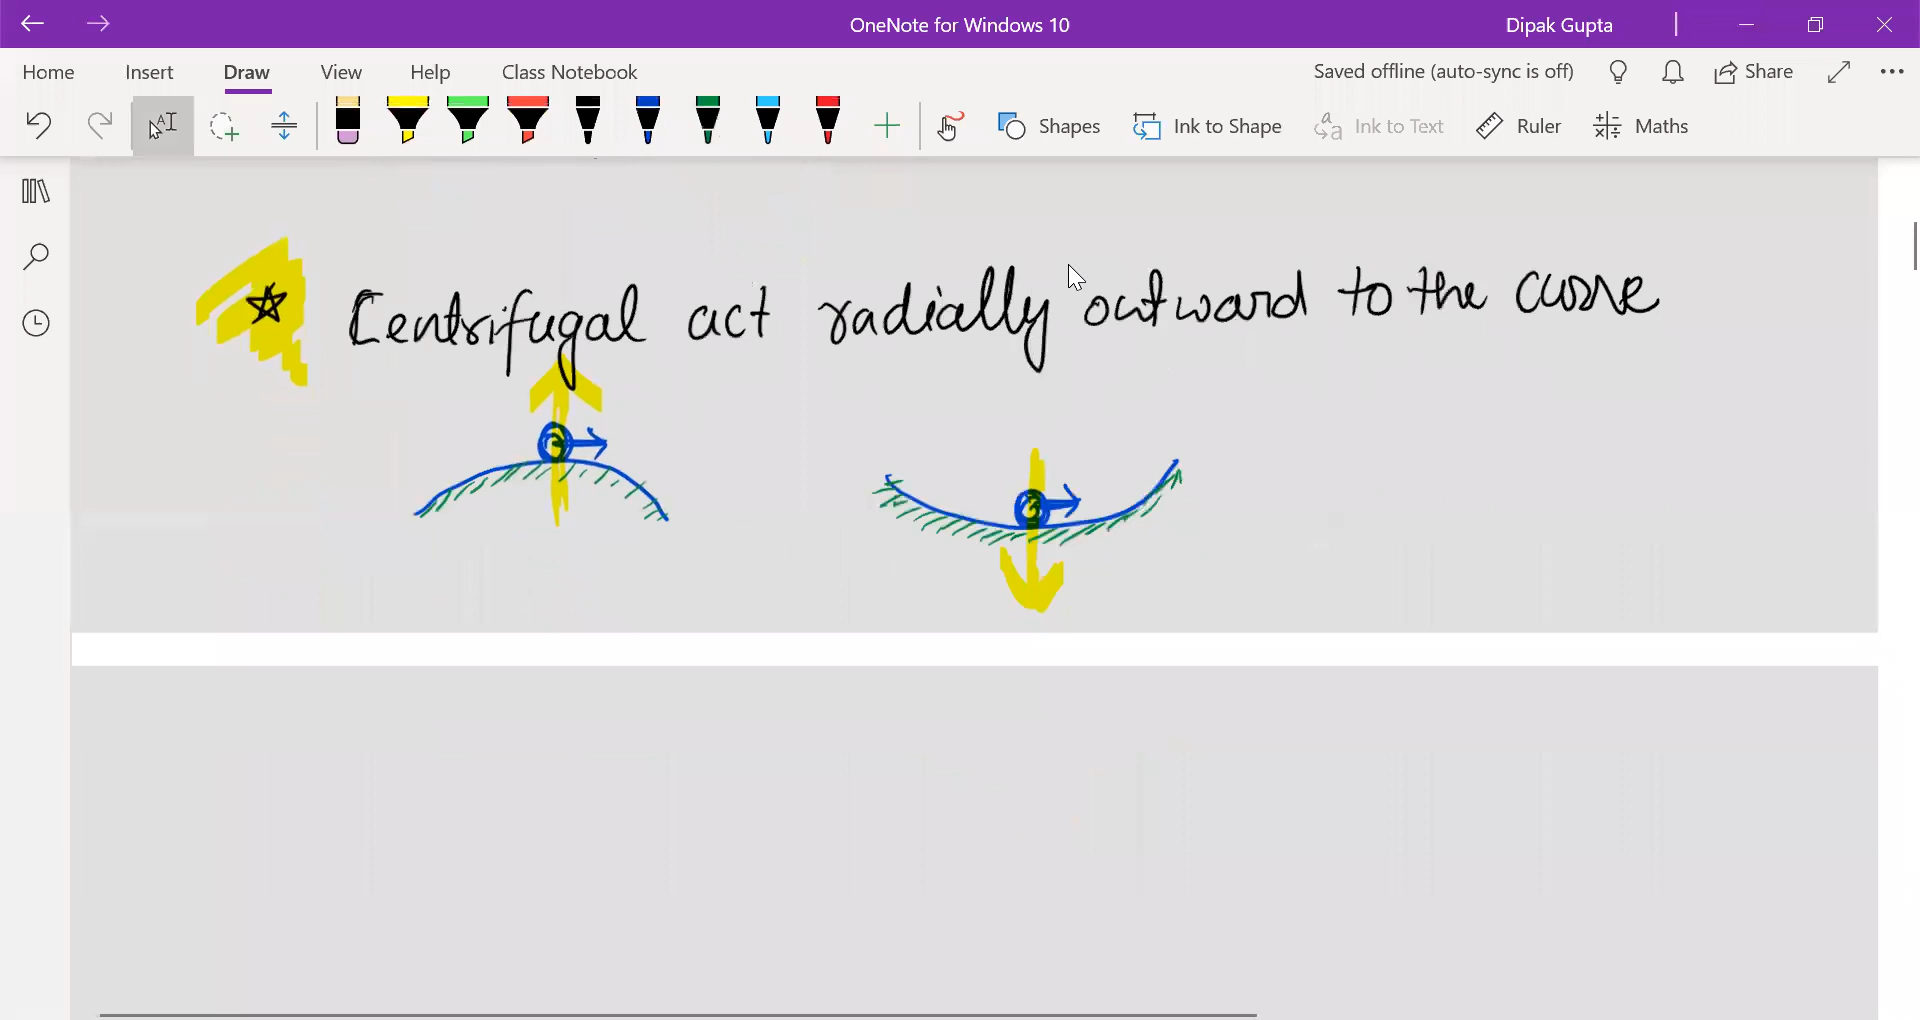 OneNote for Windows 10
Dipak Gupta
Home Insert Draw View Help Class Notebook
Saved offline (auto-sync is off) Share
Shapes Ink to Shape Ink to Text Ruler Maths
Centrifugal act radially outward to the curve